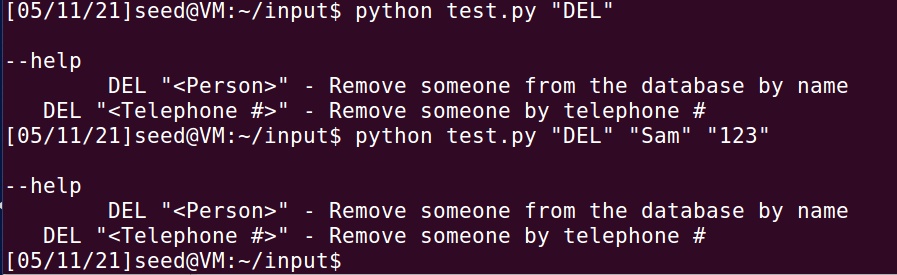 [05/11/21]seed@VM:~/input$ python test.py "DEL"
--help
DEL "<Person>" - Remove someone from the database by name
DEL "<Telephone #>" - Remove someone by telephone #
[05/11/21]seed@VM:~/input$ python test.py "DEL" "Sam" "123"
--help
DEL "<Person>" - Remove someone from the database by name
DEL "<Telephone #>" - Remove someone by telephone #
[05/11/21]seed@VM:~/input$